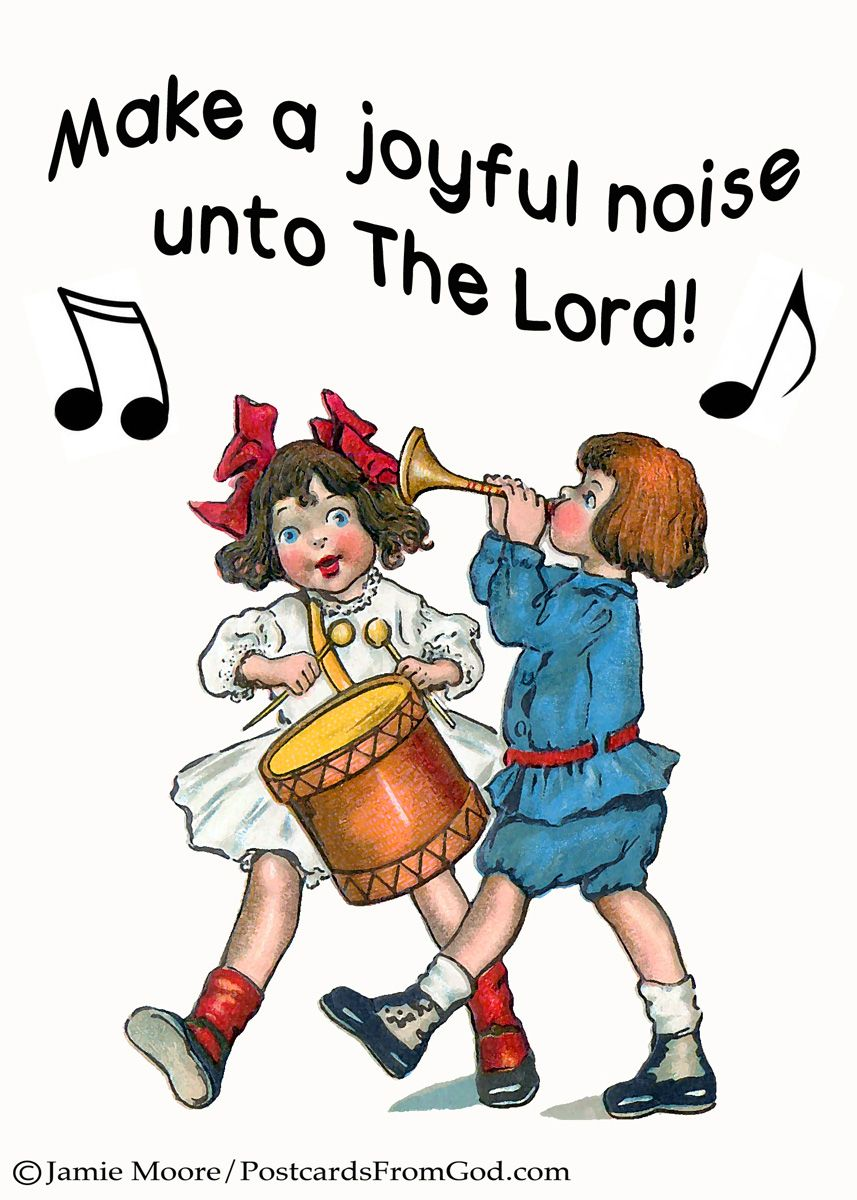 Make a joyful noise
unto The Lord!
©Jamie Moore/PostcardsFromGod.com